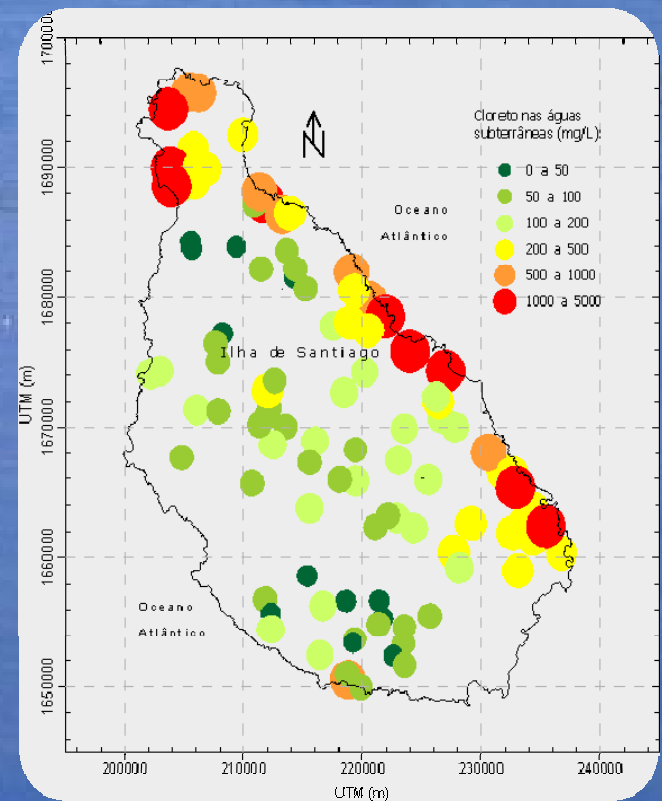 1700000
N
Cloreto nas águas
subterrâneas (mg/L):
0 a 50
1690000
50 a 100
Oceano
100 a 200
Atlântico
200 a 500
500 a 1000
1680000
1000 a 5000
Ilha de Santiago
UTM (m)
1670000
1660000
Oceano
Atlântico
1650000
200000 210000 220000 230000 240000
UTM (m)